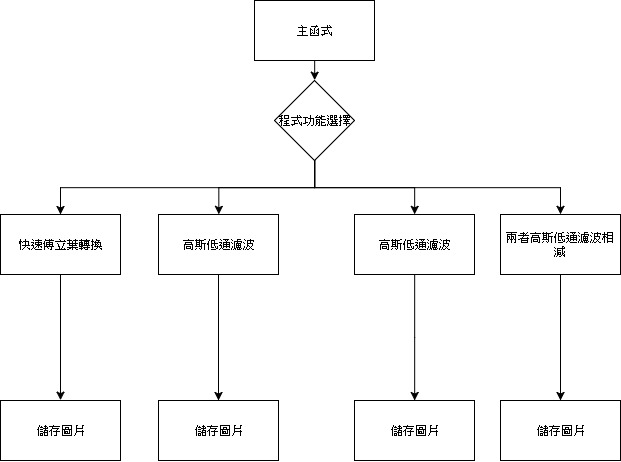 主函式
程式功能選擇
快速傅立葉轉換
高斯低通濾波
高斯低通濾波
兩者高斯低通濾波相
減
儲存圖片
儲存圖片
儲存圖片
儲存圖片